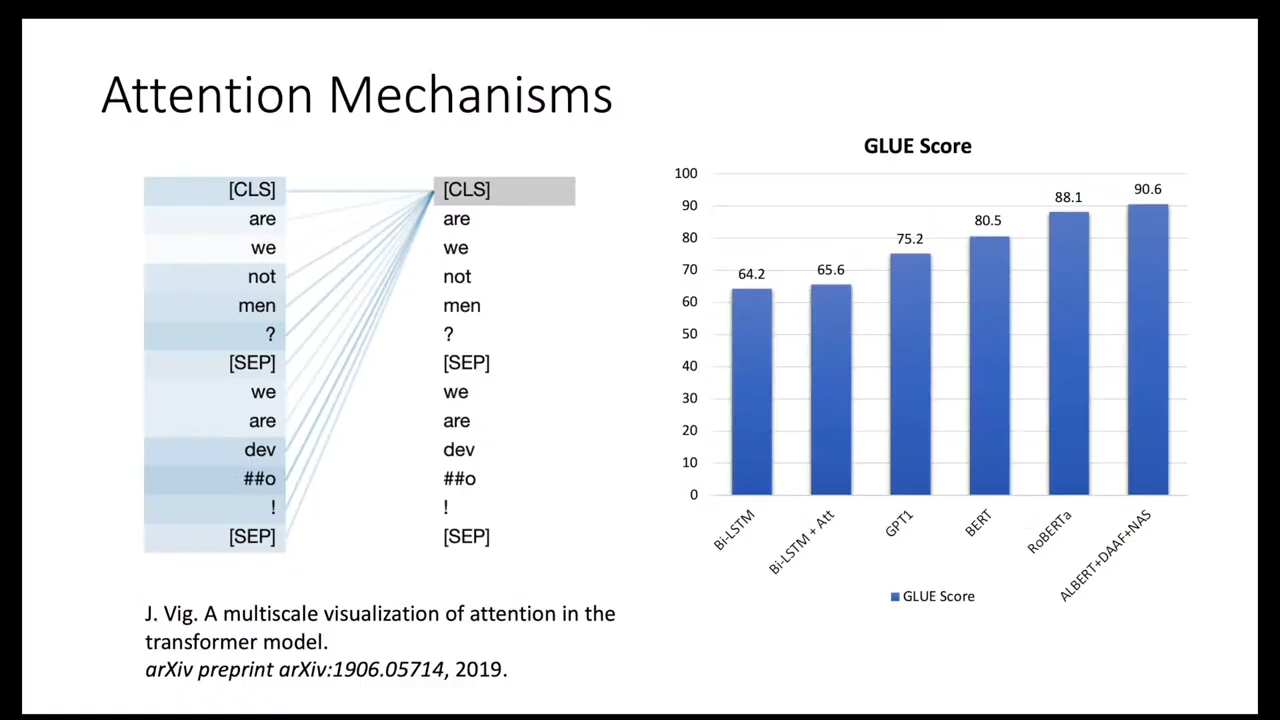 Attention Mechanisms
[CLS]
are
we
not
men
?
[SEP]
we
are
dev
##o
!
[SEP]
[CLS]
are
we
not
men
?
[SEP]
we
are
dev
##o
!
[SEP]
J. Vig. A multiscale visualization of attention in the
transformer model.
arXiv preprint arXiv:1906.05714, 2019.
GLUE Score
100
90
80
70
60
50
40
30
20
10
0
64.2
65.6
75.2
80.5
88.1
90.6
Bi-LSTM
Bi-LSTM + Att
GPT1
BERT
RoBERTa
ALBERT+DAAF+NAS
GLUE Score